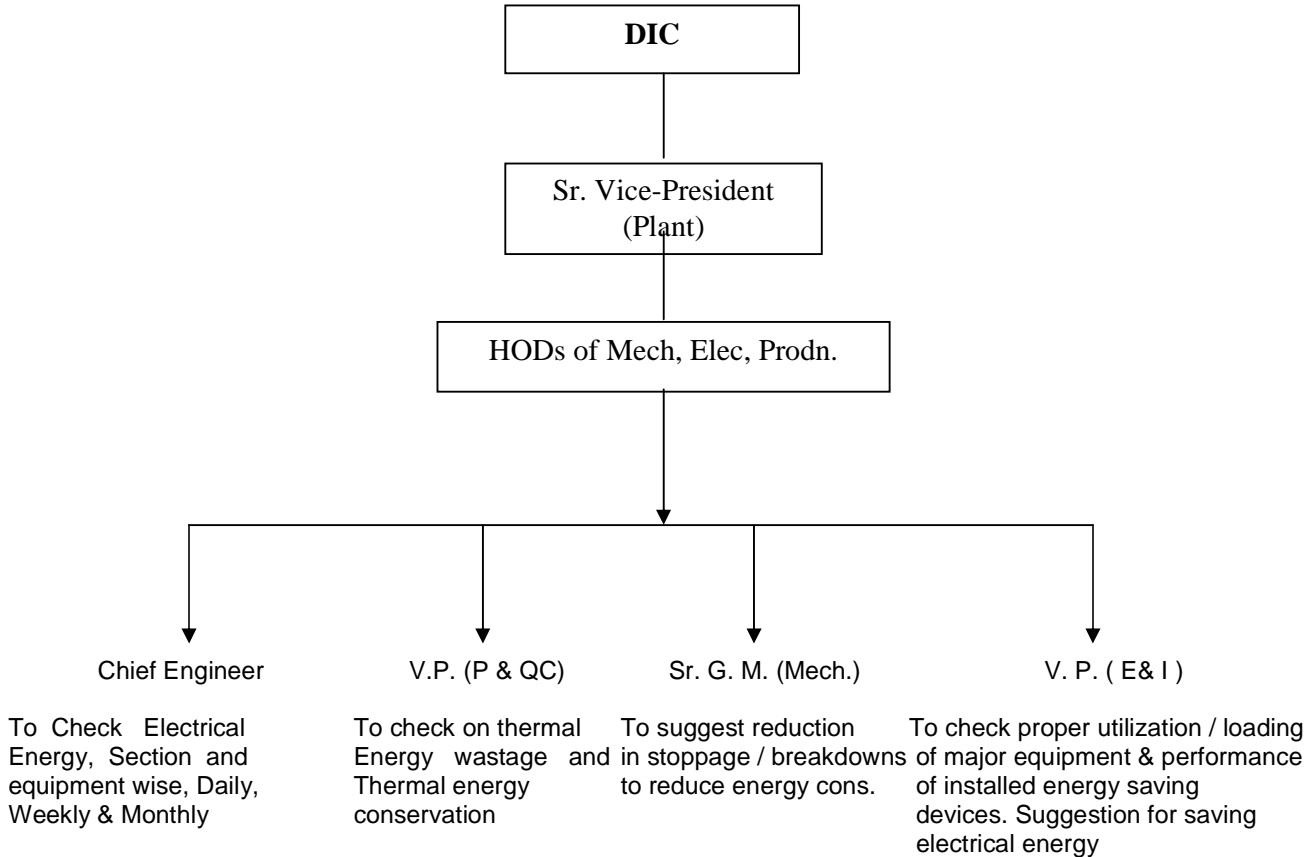 DIC
Sr. Vice-President
(Plant)
HODs of Mech, Elec, Prodn.
Chief Engineer
To Check Electrical
Energy, Section and
equipment wise, Daily,
Weekly & Monthly
V.P. (P & QC)
To check on thermal
Energy wastage and
Thermal energy
conservation
Sr. G. M. (Mech.)
To suggest reduction
in stoppage / breakdowns
to reduce energy cons.
V. P. ( E& I )
To check proper utilization / loading
of major equipment & performance
of installed energy saving
devices. Suggestion for saving
electrical energy